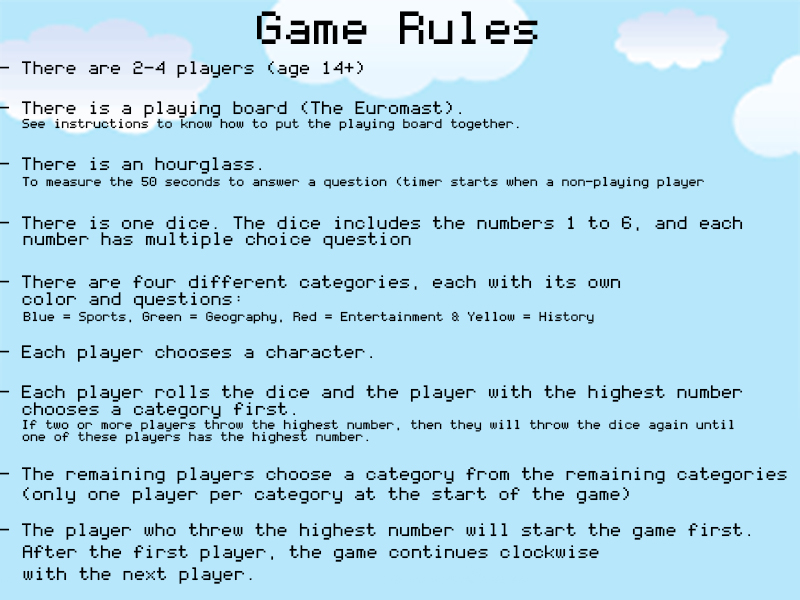 Game Rules
- There are 2-4 players (age 14+)
- There is a playing board (The Euromast).
See instructions to know how to put the playing board together.
- There is an hourglass.
To measure the 50 seconds to answer a question (timer starts when a non-playing player
- There is one dice. The dice includes the numbers 1 to 6, and each
number has multiple choice question
- There are four different categories, each with its own
color and questions:
Blue = Sports, Green = Geography, Red = Entertainment & Yellow = History
- Each player chooses a character.
- Each player rolls the dice and the player with the highest number
chooses a category first.
If two or more players throw the highest number, then they will throw the dice again until
one of these players has the highest number.
- The remaining players choose a category from the remaining categories
(only one player per category at the start of the game)
- The player who threw the highest number will start the game first.
After the first player, the game continues clockwise
with the next player.